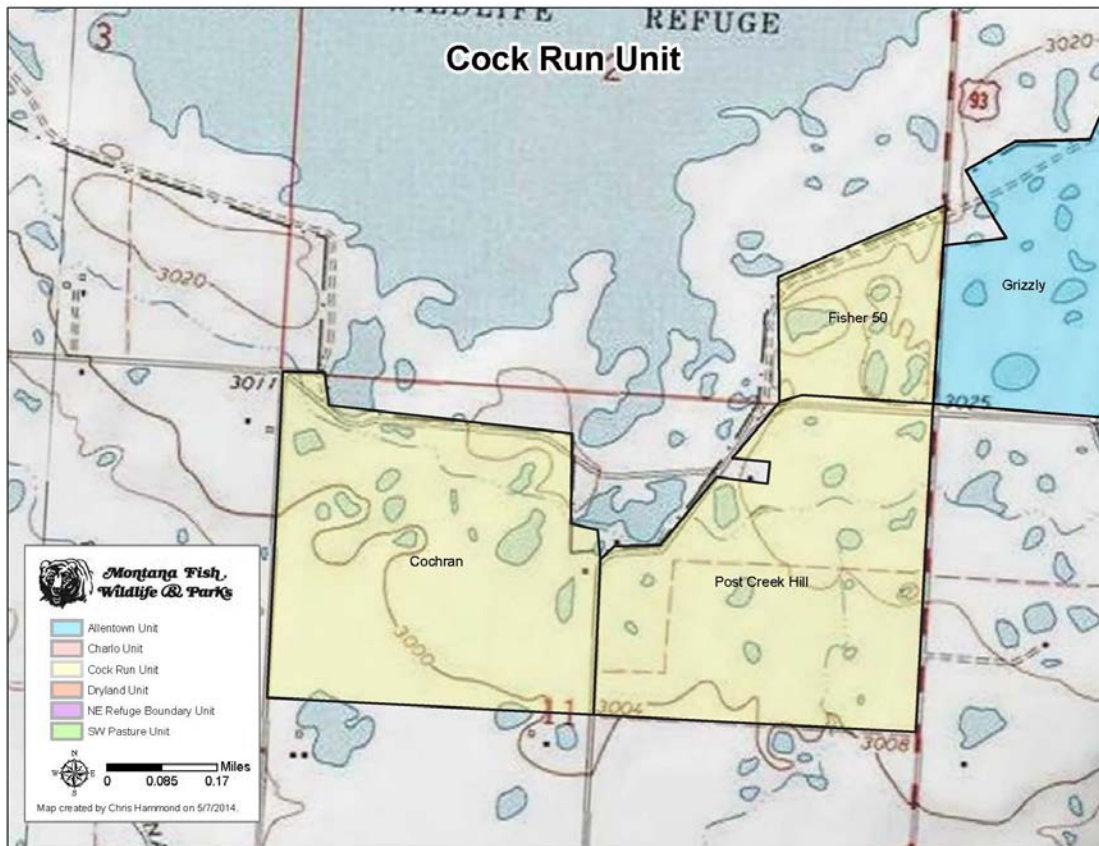 WILDLIFE REFUGE
3
2
Cock Run Unit
3020
93
3020
Grizzly
Fisher 50
3011
3025
Cochran
Post Creek Hill
3000
11
3004
3008
Montana Fish,
Wildlife & Parks
Allentown Unit
Charlo Unit
Cock Run Unit
Dryland Unit
NE Refuge Boundary Unit
SW Pasture Unit
N
W E
S
Miles
0 0.085 0.17
Map created by Chris Hammond on 5/7/2014.